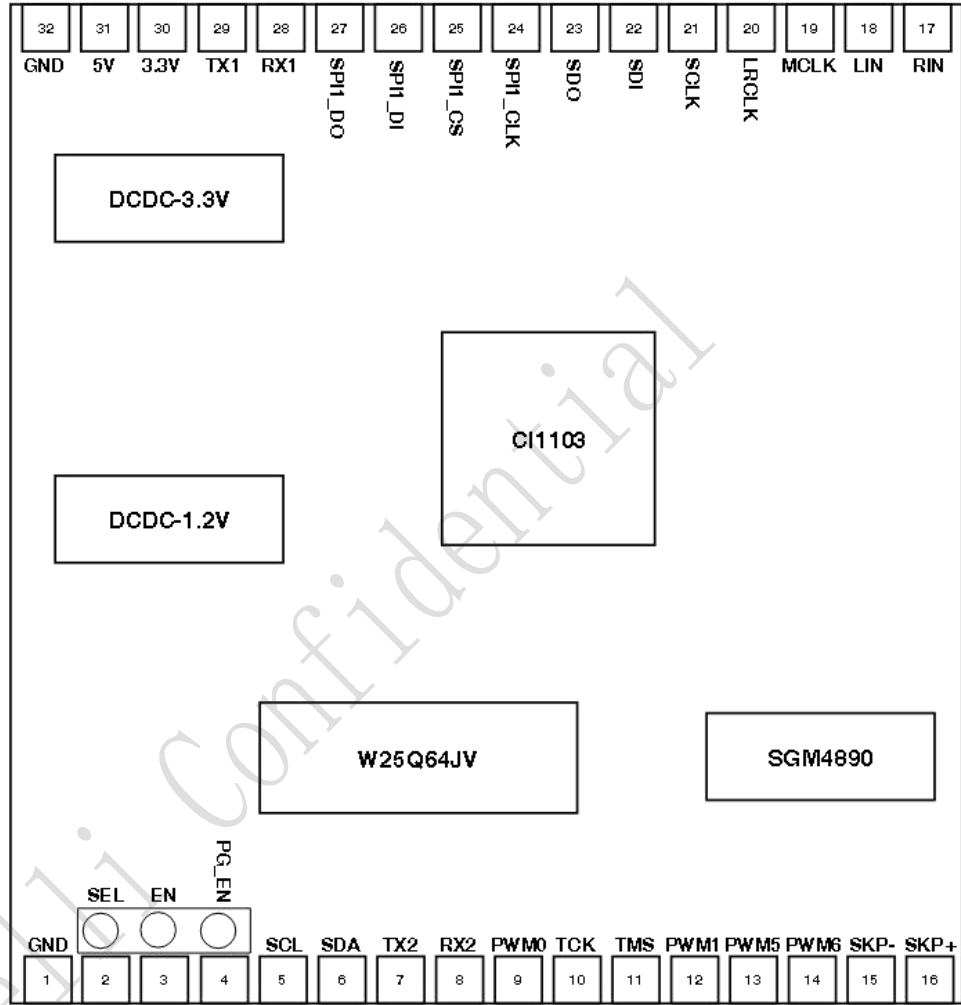 32 31 30 29 28 27 26 25 24 23 22 21 20 19 18 17
GND 5V 3.3V TX1 RX1 SPI1_DO SPI1_DI SPI1_CS SPI1_CLK SDO SDI SCLK LRCLK MCLK LIN RIN
DCDC-3.3V
CI1103
DCDC-1.2V
W25Q64JV
SGM4890
SEL EN PG_EN
GND SCL SDA TX2 RX2 PWM0 TCK TMS PWM1 PWM5 PWM6 SKP- SKP+
1 2 3 4 5 6 7 8 9 10 11 12 13 14 15 16
Confidential